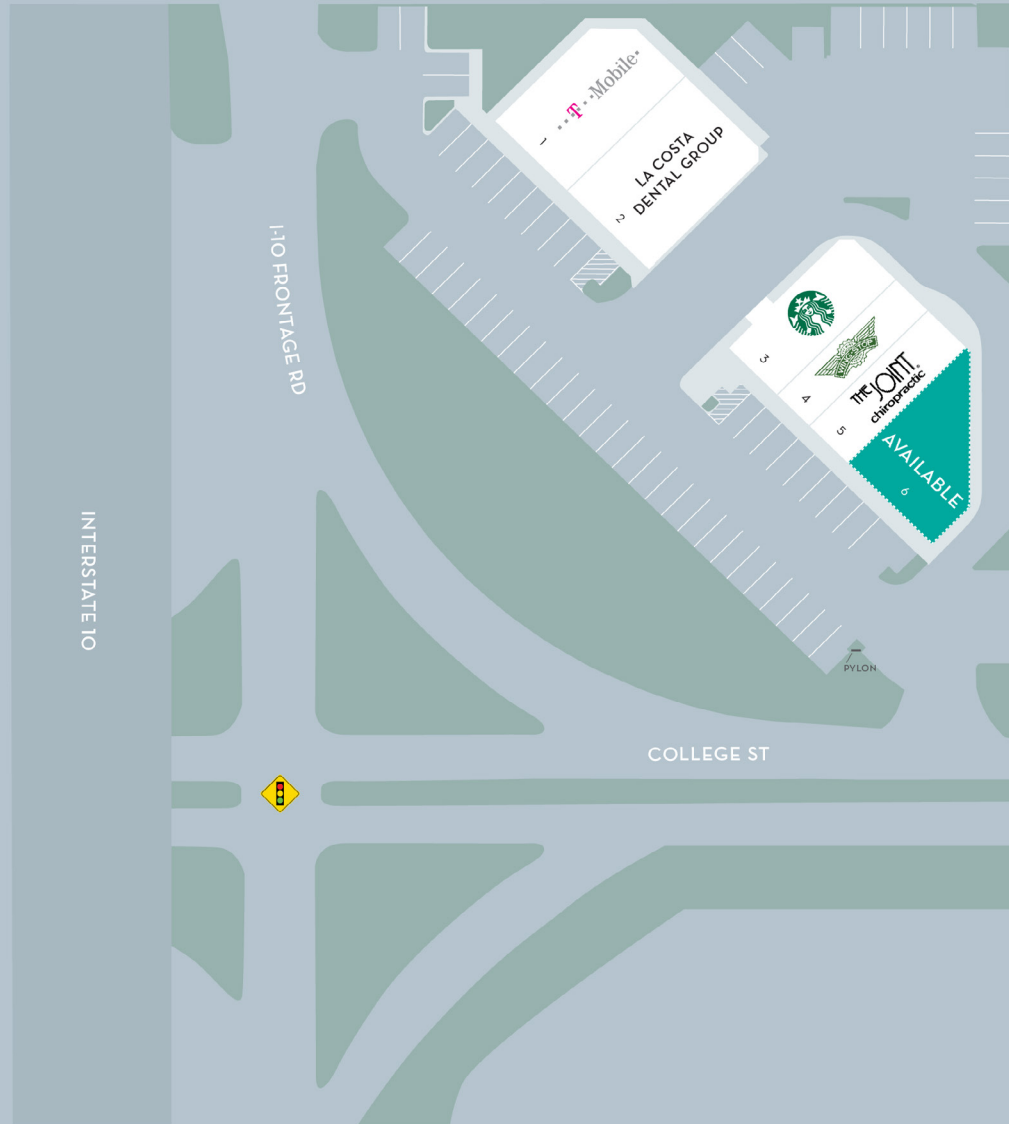 1
T Mobile
2
LA COSTA
DENTAL GROUP
3
4
WINGSTOP
5
THE JOINT
chiropractic
AVAILABLE
6
I-10 FRONTAGE RD
INTERSTATE 10
PYLON
COLLEGE ST